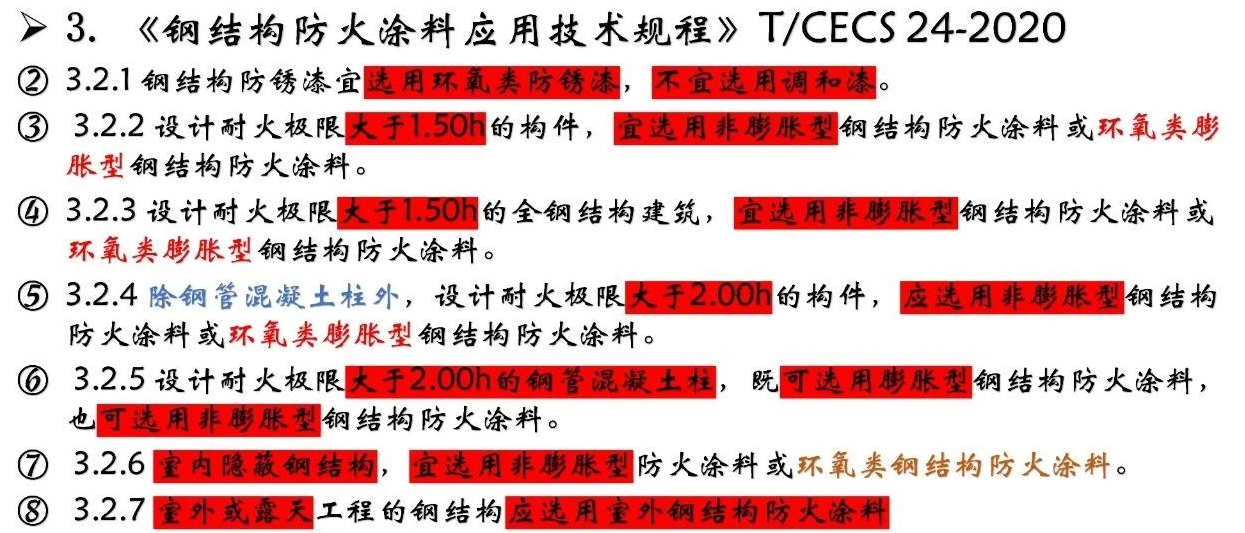 ➢ 3. 《钢结构防火涂料应用技术规程》T/CECS 24-2020
② 3.2.1钢结构防锈漆宜选用环氧类防锈漆，不宜选用调和漆。
③ 3.2.2设计耐火极限大于1.50h的构件，宜选用非膨胀型钢结构防火涂料或环氧类膨
胀型钢结构防火涂料。
④ 3.2.3设计耐火极限大于1.50h的全钢结构建筑，宜选用非膨胀型钢结构防火涂料或
环氧类膨胀型钢结构防火涂料。
⑤ 3.2.4除钢管混凝土柱外，设计耐火极限大于2.00h的构件，应选用非膨胀型钢结构
防火涂料或环氧类膨胀型钢结构防火涂料。
⑥ 3.2.5设计耐火极限大于2.00h的钢管混凝土柱，既可选用膨胀型钢结构防火涂料，
也可选用非膨胀型钢结构防火涂料。
⑦ 3.2.6室内隐蔽钢结构，宜选用非膨胀型防火涂料或环氧类钢结构防火涂料。
⑧ 3.2.7室外或露天工程的钢结构应选用室外钢结构防火涂料